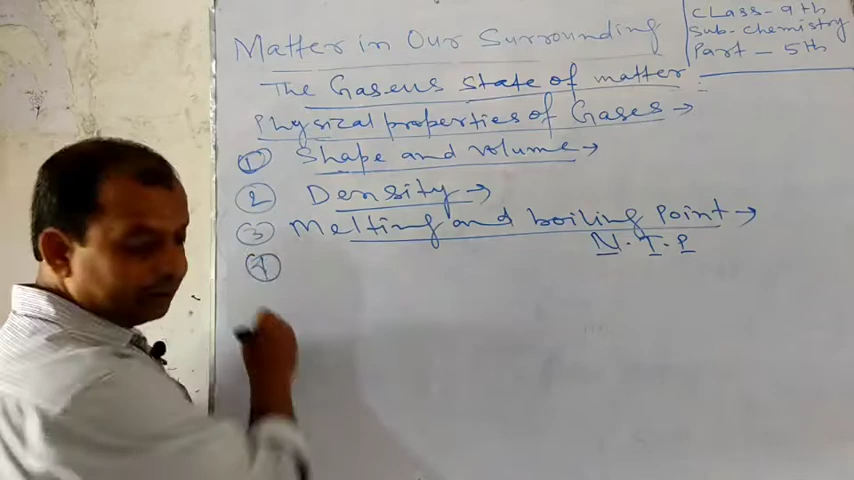 Matter in Our Surrounding
CLass-9th
Sub-Chemistry
Part - 5th
The Gaseus state of matter
Physical properties of Gases →
① Shape and volume →
② Density →
③ Melting and boiling Point →
N.T.P
④